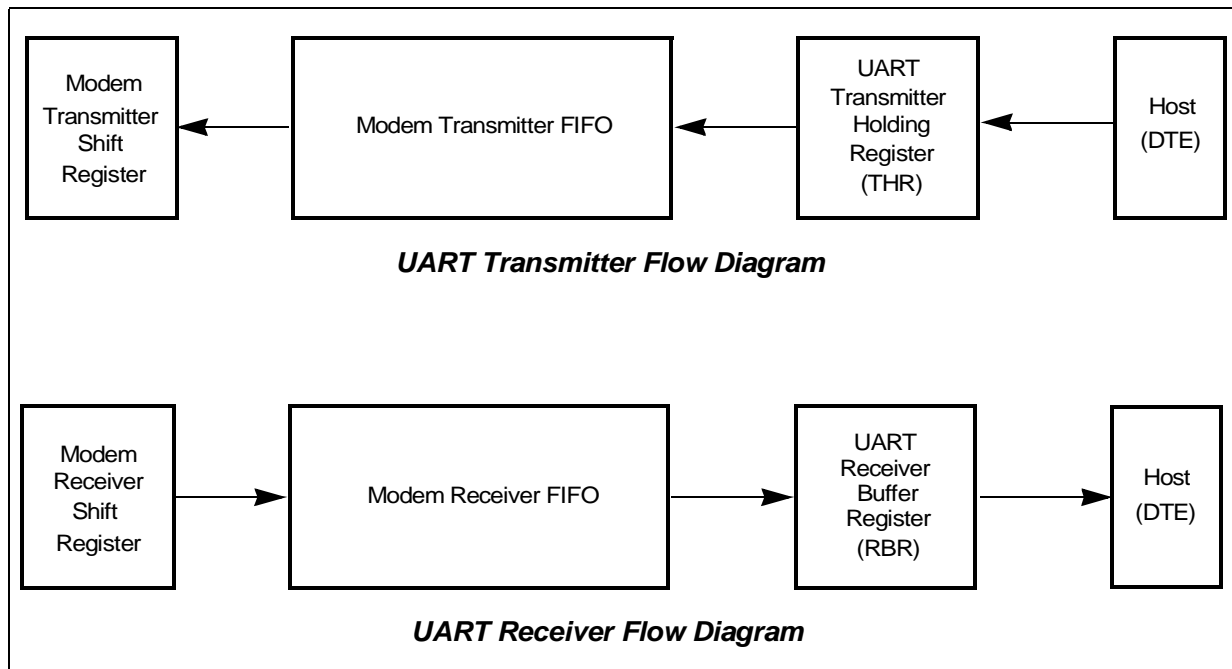 Modem
Transmitter
Shift
Register
Modem Transmitter FIFO
UART
Transmitter
Holding
Register
(THR)
Host
(DTE)
UART Transmitter Flow Diagram
Modem
Receiver
Shift
Register
Modem Receiver FIFO
UART
Receiver
Buffer
Register
(RBR)
Host
(DTE)
UART Receiver Flow Diagram